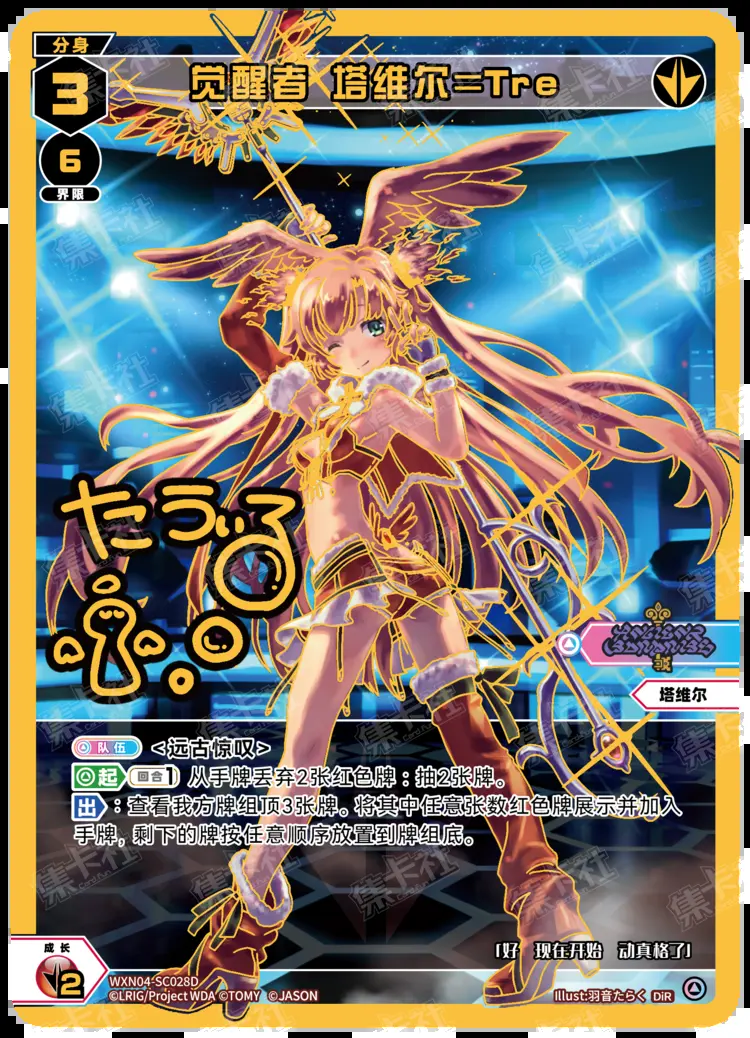 分身
3
觉醒者 塔维尔=Tre
6
界限
たうぃる
塔维尔
队伍 <远古惊叹>
起 回合1 从手牌丢弃2张红色牌：抽2张牌。
出：查看我方牌组顶3张牌。将其中任意张数红色牌展示并加入
手牌，剩下的牌按任意顺序放置到牌组底。
「好 现在开始 动真格了」
成长
2
WXN04-SC028D
©LRIG/Project WDA ©TOMY ©JASON
Illust:羽音たらく DiR
集卡社